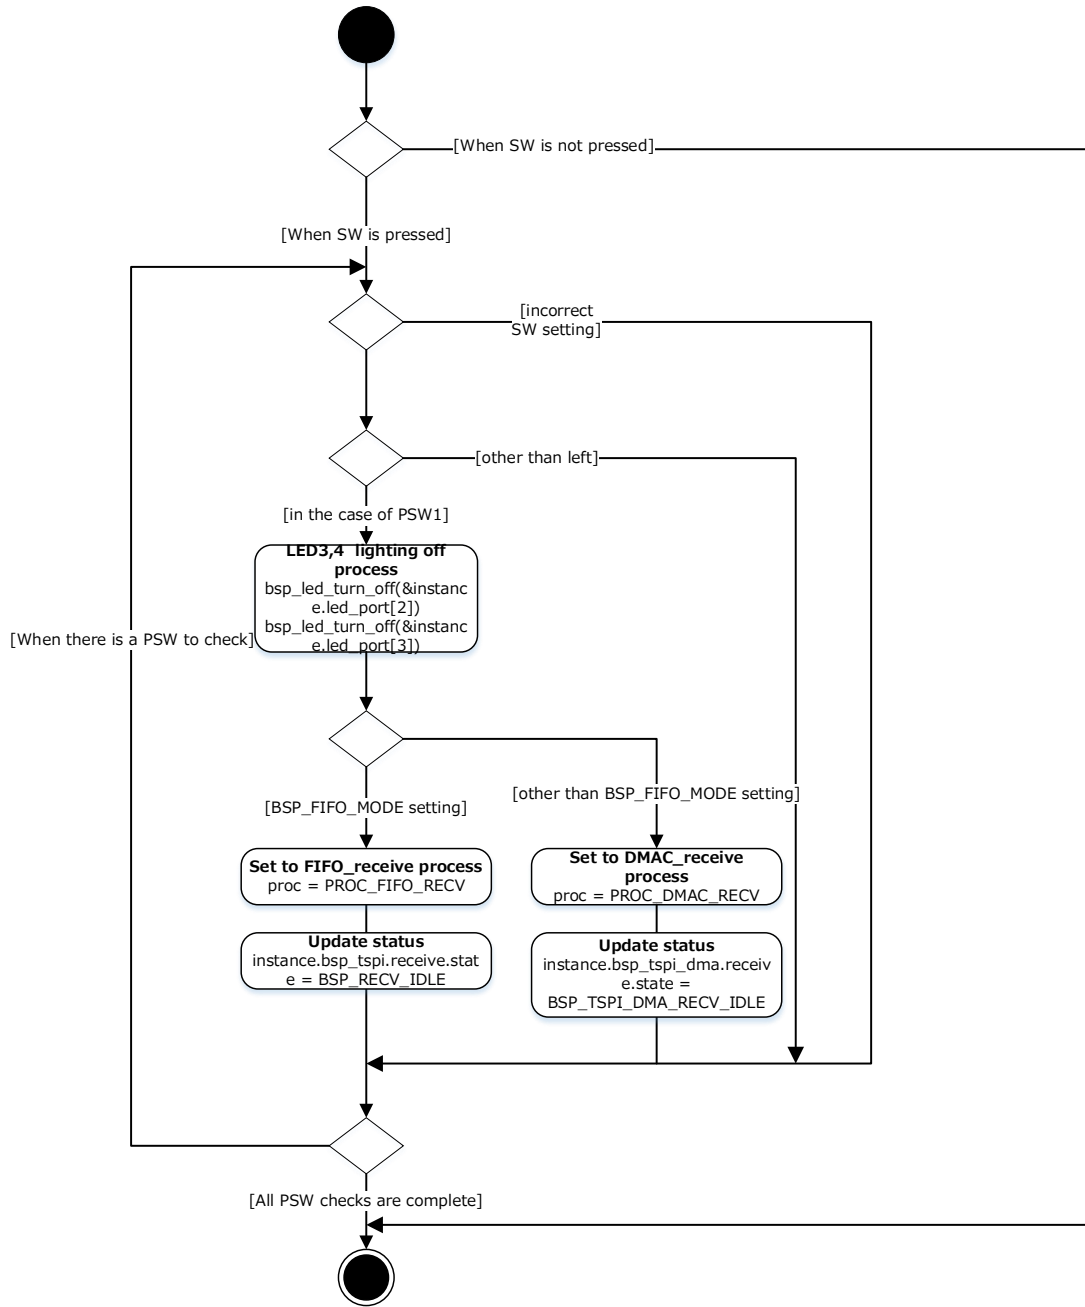 [When SW is not pressed]
[When SW is pressed]
[incorrect
SW setting]
[other than left]
[in the case of PSW1]
LED3,4 lighting off
process
bsp_led_turn_off(&instanc
e.led_port[2])
bsp_led_turn_off(&instanc
e.led_port[3])
[When there is a PSW to check]
[BSP_FIFO_MODE setting]
[other than BSP_FIFO_MODE setting]
Set to FIFO_receive process
proc = PROC_FIFO_RECV
Set to DMAC_receive
process
proc = PROC_DMAC_RECV
Update status
instance.bsp_tspi.receive.stat
e = BSP_RECV_IDLE
Update status
instance.bsp_tspi_dma.receiv
e.state =
BSP_TSPI_DMA_RECV_IDLE
[All PSW checks are complete]